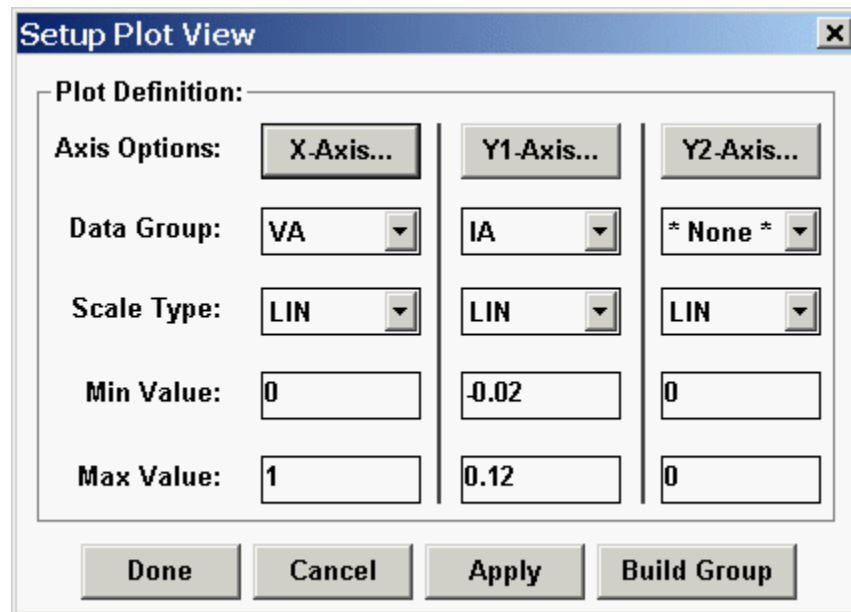 Setup Plot View
Plot Definition:
Axis Options: X-Axis... Y1-Axis... Y2-Axis...
Data Group: VA IA * None *
Scale Type: LIN LIN LIN
Min Value: 0 -0.02 0
Max Value: 1 0.12 0
Done Cancel Apply Build Group